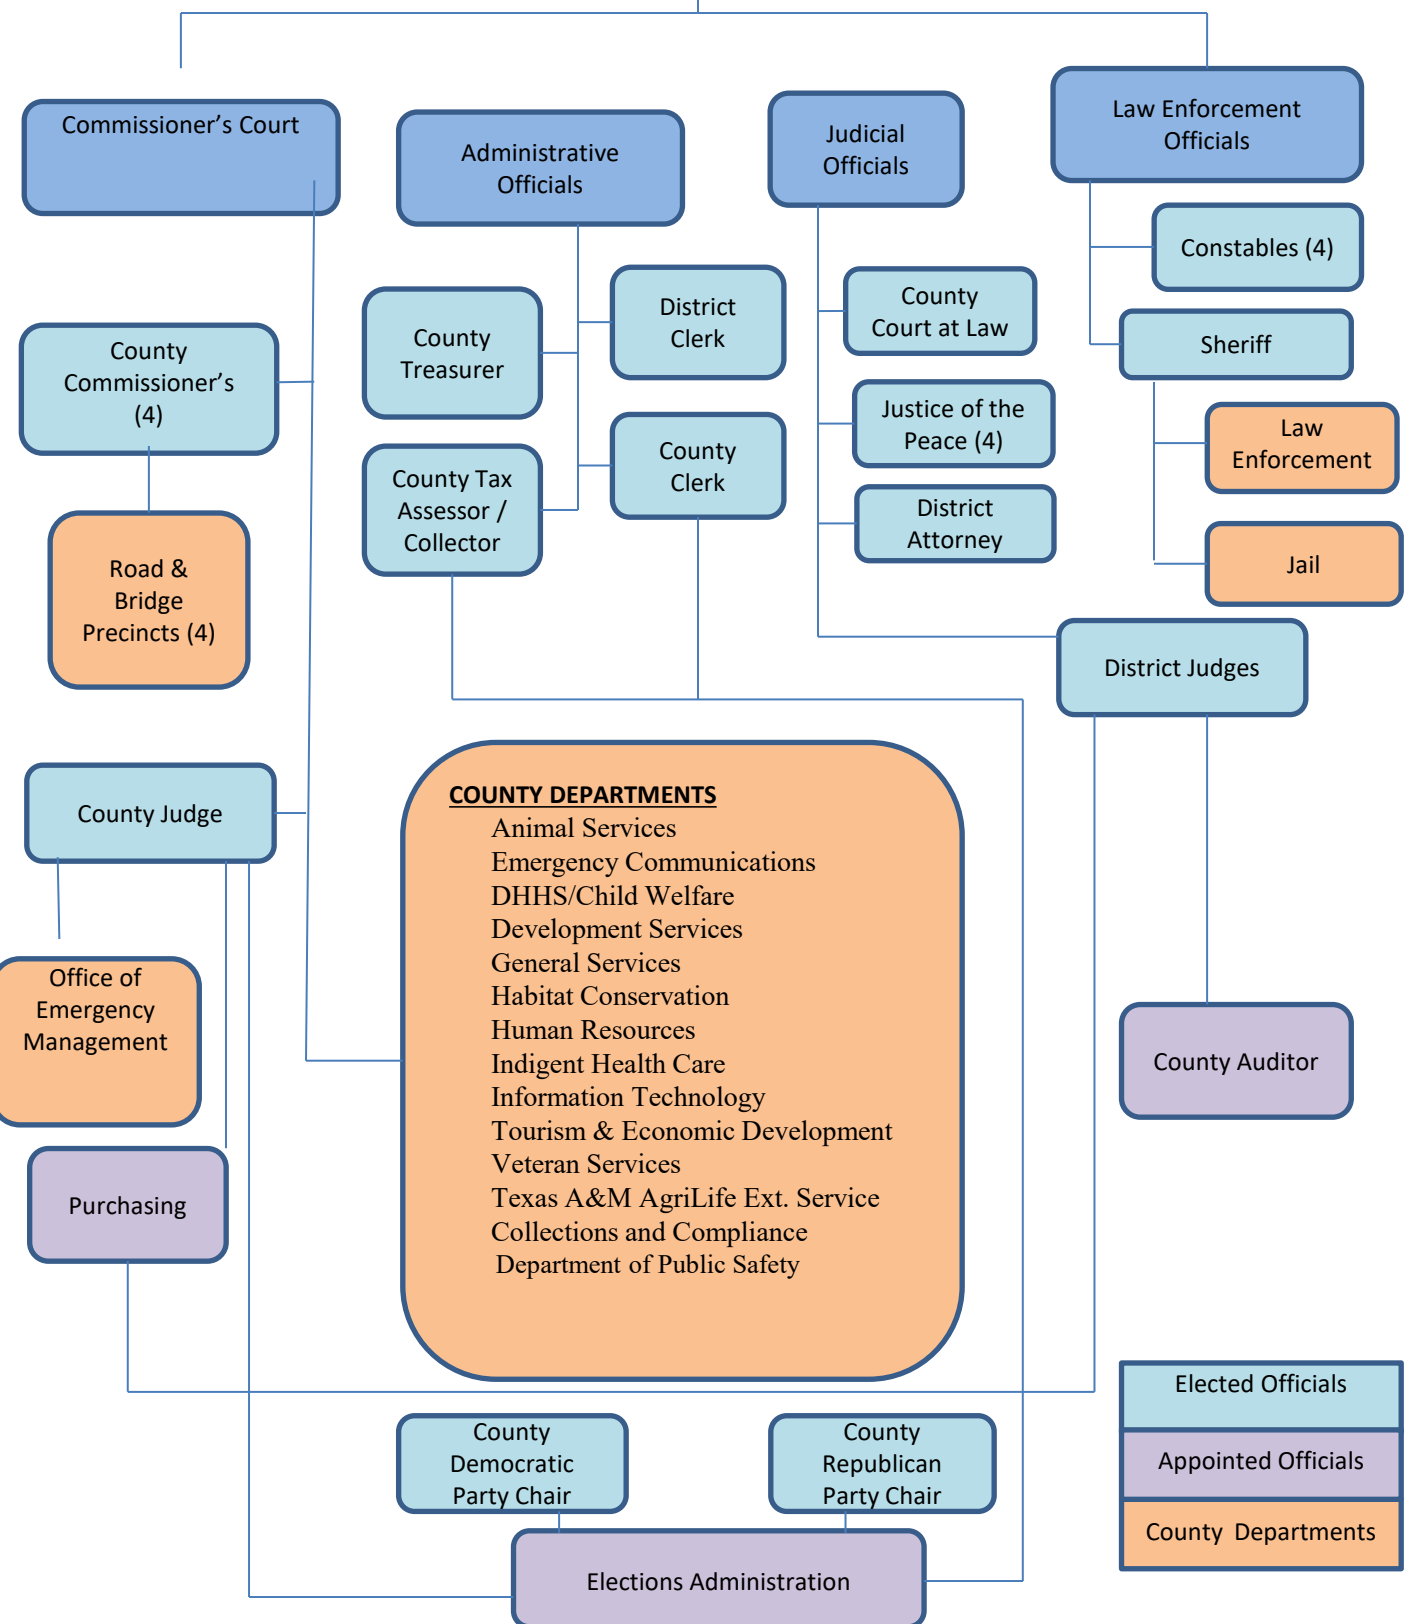 Commissioner’s Court
Administrative
Officials
Judicial
Officials
Law Enforcement
Officials
County
Commissioner’s
(4)
Road &
Bridge
Precincts (4)
County
Treasurer
District
Clerk
County Tax
Assessor /
Collector
County
Clerk
County
Court at Law
Justice of the
Peace (4)
District
Attorney
Constables (4)
Sheriff
Law
Enforcement
Jail
District Judges
County Judge
COUNTY DEPARTMENTS
Animal Services
Emergency Communications
DHHS/Child Welfare
Development Services
General Services
Habitat Conservation
Human Resources
Indigent Health Care
Information Technology
Tourism & Economic Development
Veteran Services
Texas A&M AgriLife Ext. Service
Collections and Compliance
Department of Public Safety
Office of
Emergency
Management
County Auditor
Purchasing
County
Democratic
Party Chair
County
Republican
Party Chair
Elections Administration
Elected Officials
Appointed Officials
County  Departments